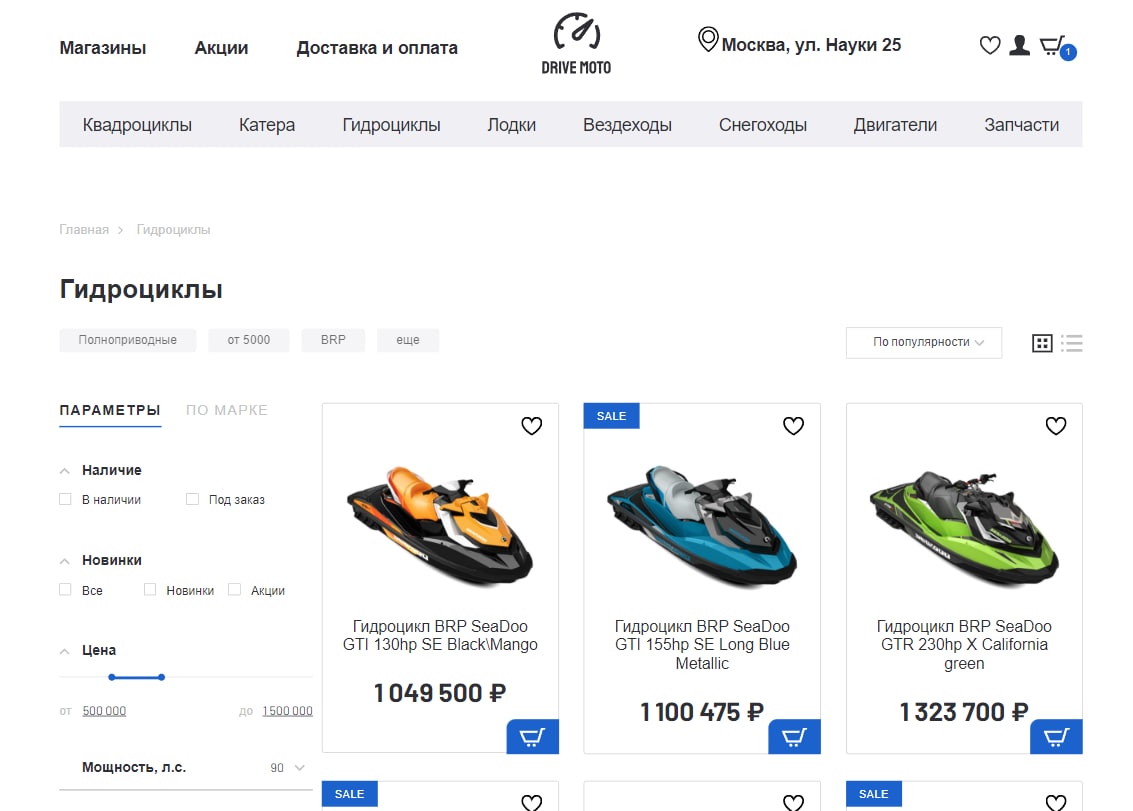 Магазины
Акции
Доставка и оплата
DRIVE MOTO
Москва, ул. Науки 25
1
Квадроциклы
Катера
Гидроциклы
Лодки
Вездеходы
Снегоходы
Двигатели
Запчасти
Главная > Гидроциклы
Гидроциклы
Полноприводные
от 5000
BRP
еще
По популярности
ПАРАМЕТРЫ
ПО МАРКЕ
Наличие
В наличии
Под заказ
Новинки
Все
Новинки
Акции
Цена
от 500 000
до 1500 000
Мощность, л.с.
90
Гидроцикл BRP SeaDoo
GTI 130hp SE Black\Mango
1 049 500 ₽
SALE
Гидроцикл BRP SeaDoo
GTI 155hp SE Long Blue
Metallic
1 100 475 ₽
Гидроцикл BRP SeaDoo
GTR 230hp X California
green
1 323 700 ₽
SALE
SALE